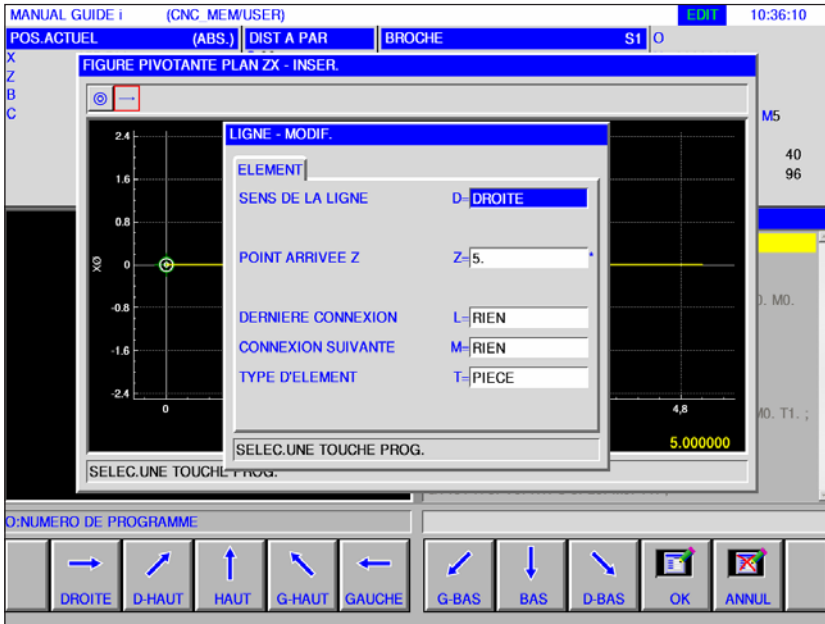 MANUAL GUIDE i (CNC_MEM/USER) EDIT 10:36:10
POS.ACTUEL (ABS.) DIST A PAR BROCHE S1 O
X
Z
B
C
M5
40
96
FIGURE PIVOTANTE PLAN ZX - INSER.
LIGNE - MODIF.
ELEMENT
SENS DE LA LIGNE D= DROITE
POINT ARRIVEE Z Z= 5. *
DERNIERE CONNEXION L= RIEN
CONNEXION SUIVANTE M= RIEN
TYPE D'ELEMENT T= PIECE
SELEC.UNE TOUCHE PROG.
2.4
1.6
0.8
XØ 0
-0.8
-1.6
-2.4
0 4,8
5.000000
SELEC.UNE TOUCHE PROG.
0. M0.
M0. T1. ;
O:NUMERO DE PROGRAMME
DROITE D-HAUT HAUT G-HAUT GAUCHE G-BAS BAS D-BAS OK ANNUL